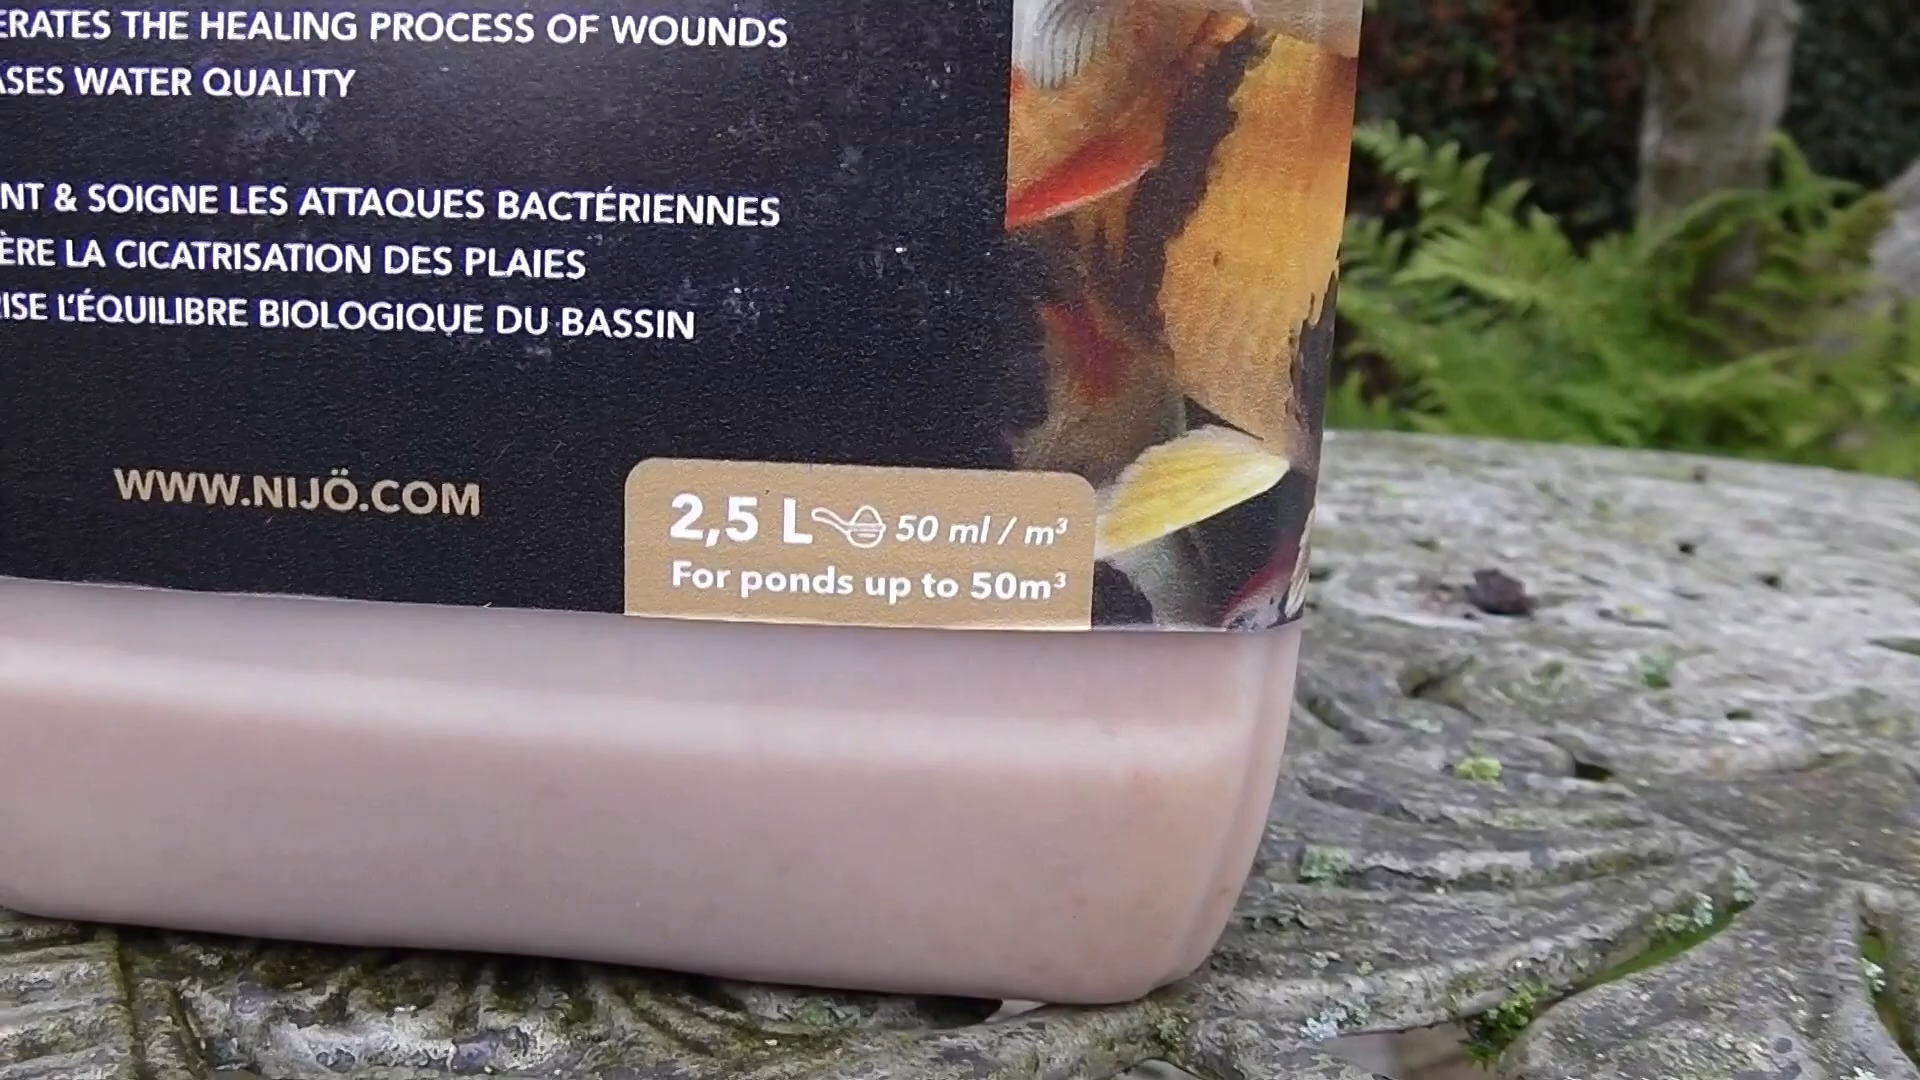 ERATES THE HEALING PROCESS OF WOUNDS
ASES WATER QUALITY
NT & SOIGNE LES ATTAQUES BACTÉRIENNES
ÈRE LA CICATRISATION DES PLAIES
ISE L'ÉQUILIBRE BIOLOGIQUE DU BASSIN
WWW.NIJÖ.COM
2,5 L 50 ml / m³
For ponds up to 50m³